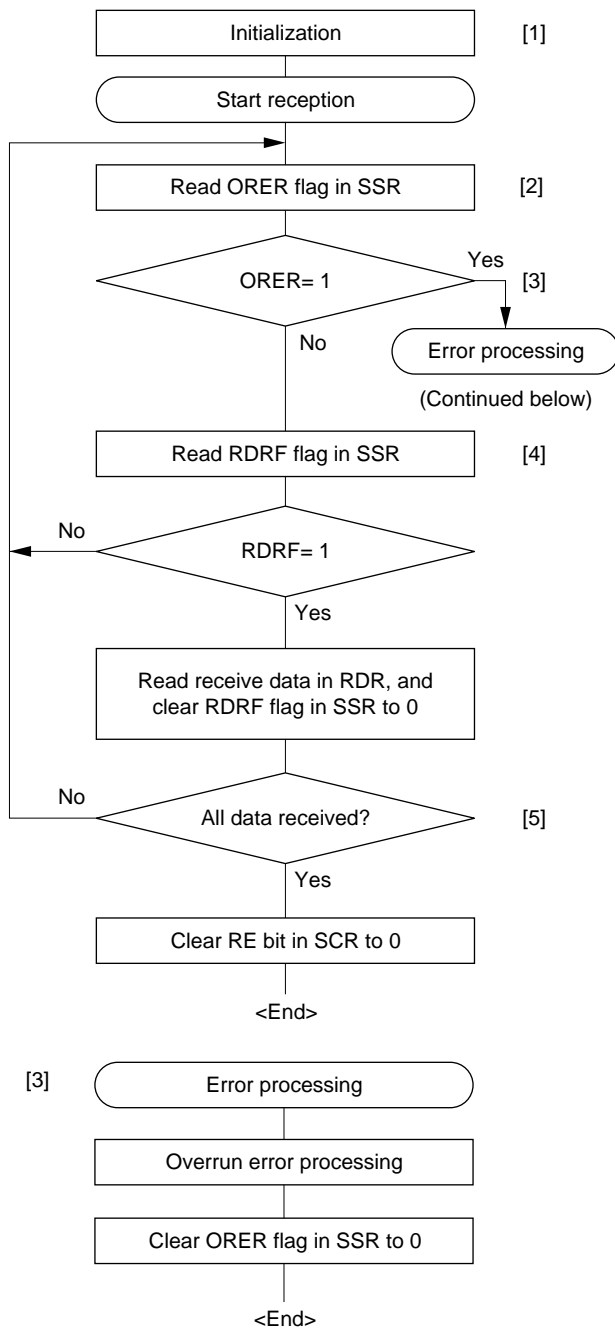 Initialization
[1]
Start reception
Read ORER flag in SSR
[2]
Yes
ORER= 1
[3]
No
Error processing
(Continued below)
Read RDRF flag in SSR
[4]
No
RDRF= 1
Yes
Read receive data in RDR, and
clear RDRF flag in SSR to 0
No
All data received?
[5]
Yes
Clear RE bit in SCR to 0
<End>
[3]
Error processing
Overrun error processing
Clear ORER flag in SSR to 0
<End>